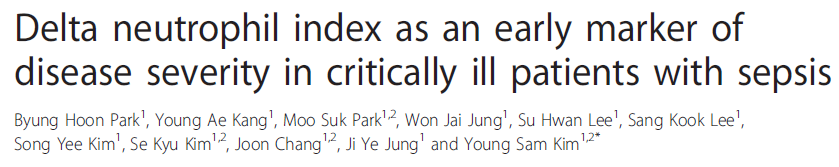 Delta neutrophil index as an early marker of
disease severity in critically ill patients with sepsis
Byung Hoon Park1, Young Ae Kang1, Moo Suk Park1,2, Won Jai Jung1, Su Hwan Lee1, Sang Kook Lee1,
Song Yee Kim1, Se Kyu Kim1,2, Joon Chang1,2, Ji Ye Jung1 and Young Sam Kim1,2*